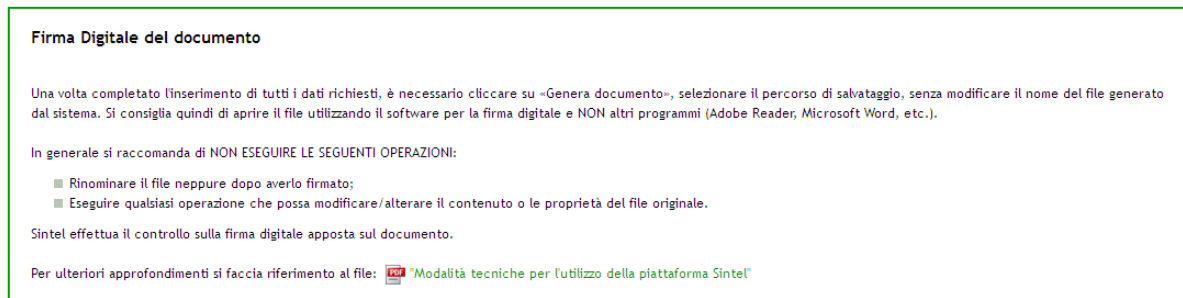 Firma Digitale del documento
Una volta completato l'inserimento di tutti i dati richiesti, è necessario cliccare su «Genera documento», selezionare il percorso di salvataggio, senza modificare il nome del file generato
dal sistema. Si consiglia quindi di aprire il file utilizzando il software per la firma digitale e NON altri programmi (Adobe Reader, Microsoft Word, etc.).
In generale si raccomanda di NON ESEGUIRE LE SEGUENTI OPERAZIONI:
Rinominare il file neppure dopo averlo firmato;
Eseguire qualsiasi operazione che possa modificare/alterare il contenuto o le proprietà del file originale.
Sintel effettua il controllo sulla firma digitale apposta sul documento.
Per ulteriori approfondimenti si faccia riferimento al file: PDF "Modalità tecniche per l'utilizzo della piattaforma Sintel"